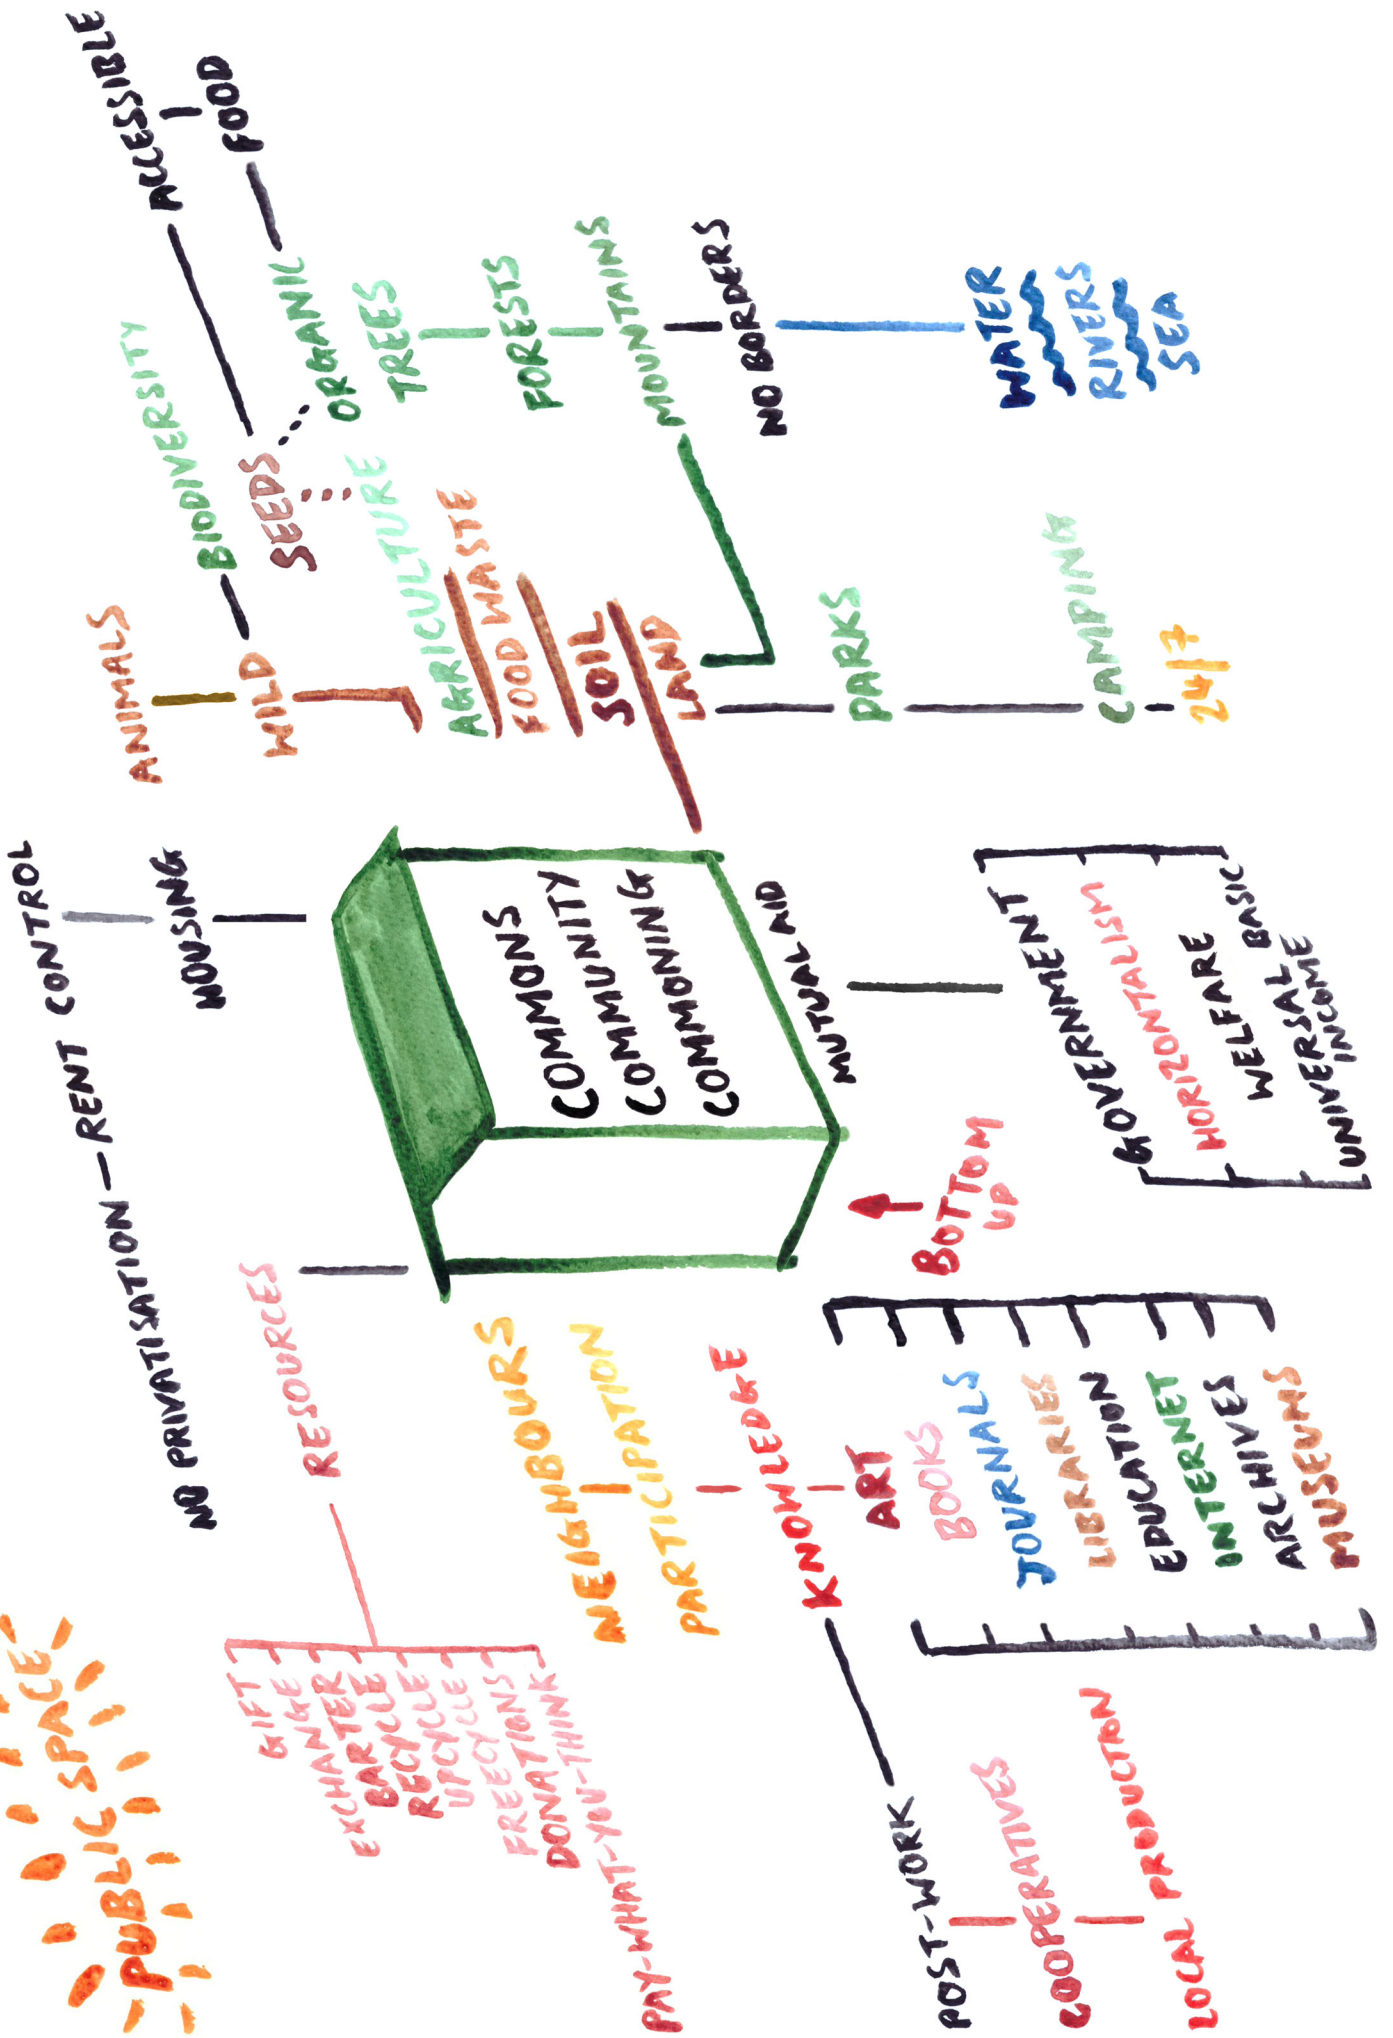 PUBLIC SPACE
NO PRIVATISATION — RENT CONTROL
HOUSING
RESOURCES
GIFT
EXCHANGE
BARTER
RECYCLE
UPCYCLE
FREECYCLE
DONATIONS
PAY-WHAT-YOU-THINK
NEIGHBOURS
PARTICIPATION
KNOWLEDGE
ART
BOOKS
JOURNALS
LIBRARIES
EDUCATION
INTERNET
ARCHIVES
MUSEUMS
POST-WORK
COOPERATIVES
LOCAL PRODUCTION
COMMONS
COMMUNITY
COMMONING
MUTUAL AID
BOTTOM
UP
GOVERNMENT
HORIZONTALISM
WELFARE
UNIVERSAL BASIC
INCOME
ANIMALS
WILD
BIODIVERSITY
SEEDS
ACCESSIBLE
FOOD
ORGANIC
AGRICULTURE
FOOD WASTE
SOIL
LAND
TREES
FORESTS
MOUNTAINS
NO BORDERS
WATER
RIVERS
SEA
PARKS
CAMPING
24/7